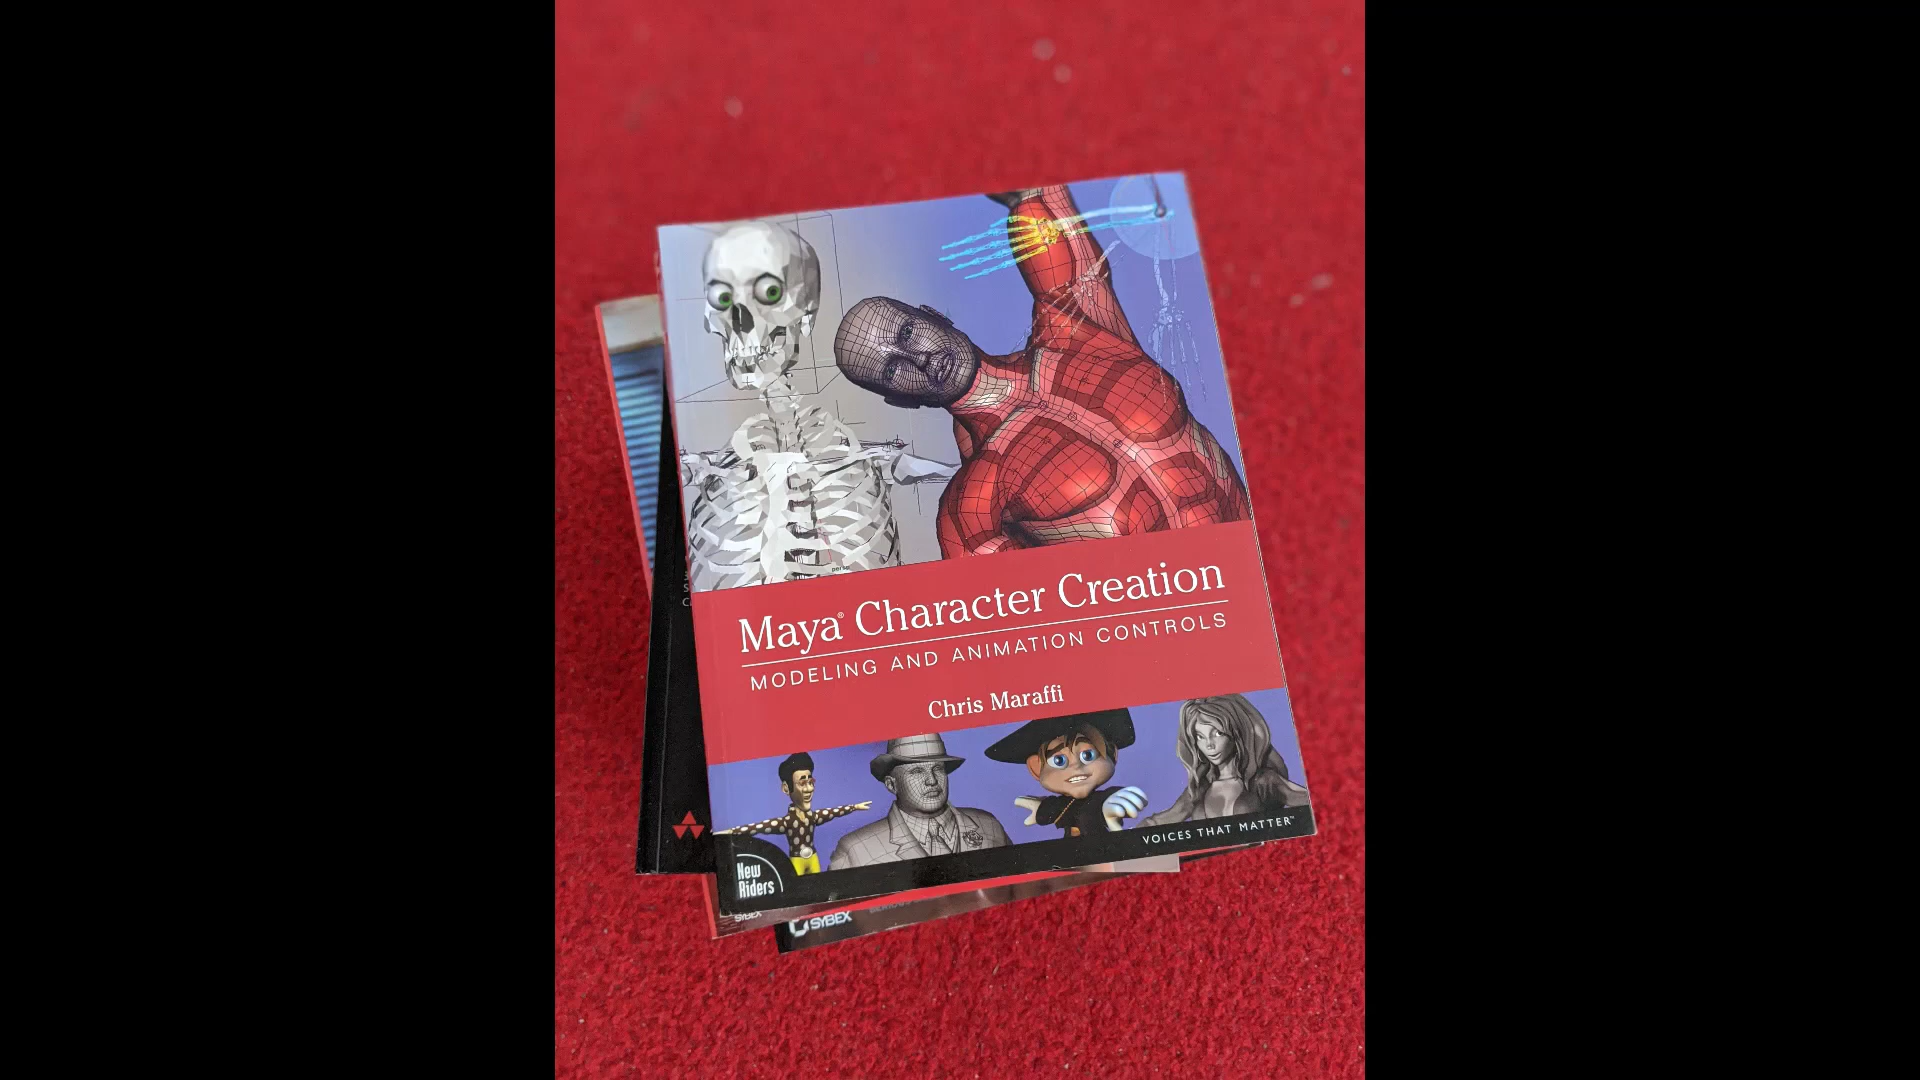 Maya® Character Creation
MODELING AND ANIMATION CONTROLS
Chris Maraffi
VOICES THAT MATTER™
New
Riders
SYBEX
SYBEX